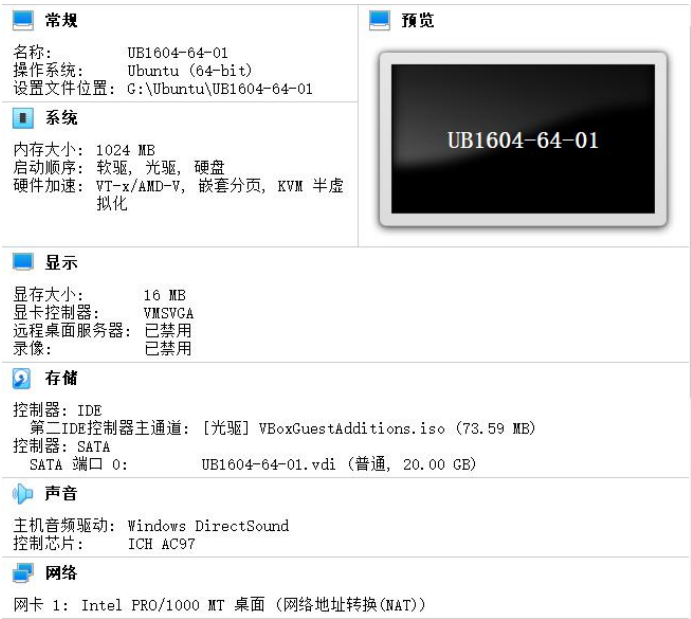 常规
名称: UB1604-64-01
操作系统: Ubuntu (64-bit)
设置文件位置: G:\Ubuntu\UB1604-64-01
预览
UB1604-64-01
系统
内存大小: 1024 MB
启动顺序: 软驱, 光驱, 硬盘
硬件加速: VT-x/AMD-V, 嵌套分页, KVM 半虚
拟化
显示
显存大小: 16 MB
显卡控制器: VMSVGA
远程桌面服务器: 已禁用
录像: 已禁用
存储
控制器: IDE
第二IDE控制器主通道: [光驱] VBoxGuestAdditions.iso (73.59 MB)
控制器: SATA
SATA 端口 0: UB1604-64-01.vdi (普通, 20.00 GB)
声音
主机音频驱动: Windows DirectSound
控制芯片: ICH AC97
网络
网卡 1: Intel PRO/1000 MT 桌面 (网络地址转换(NAT))